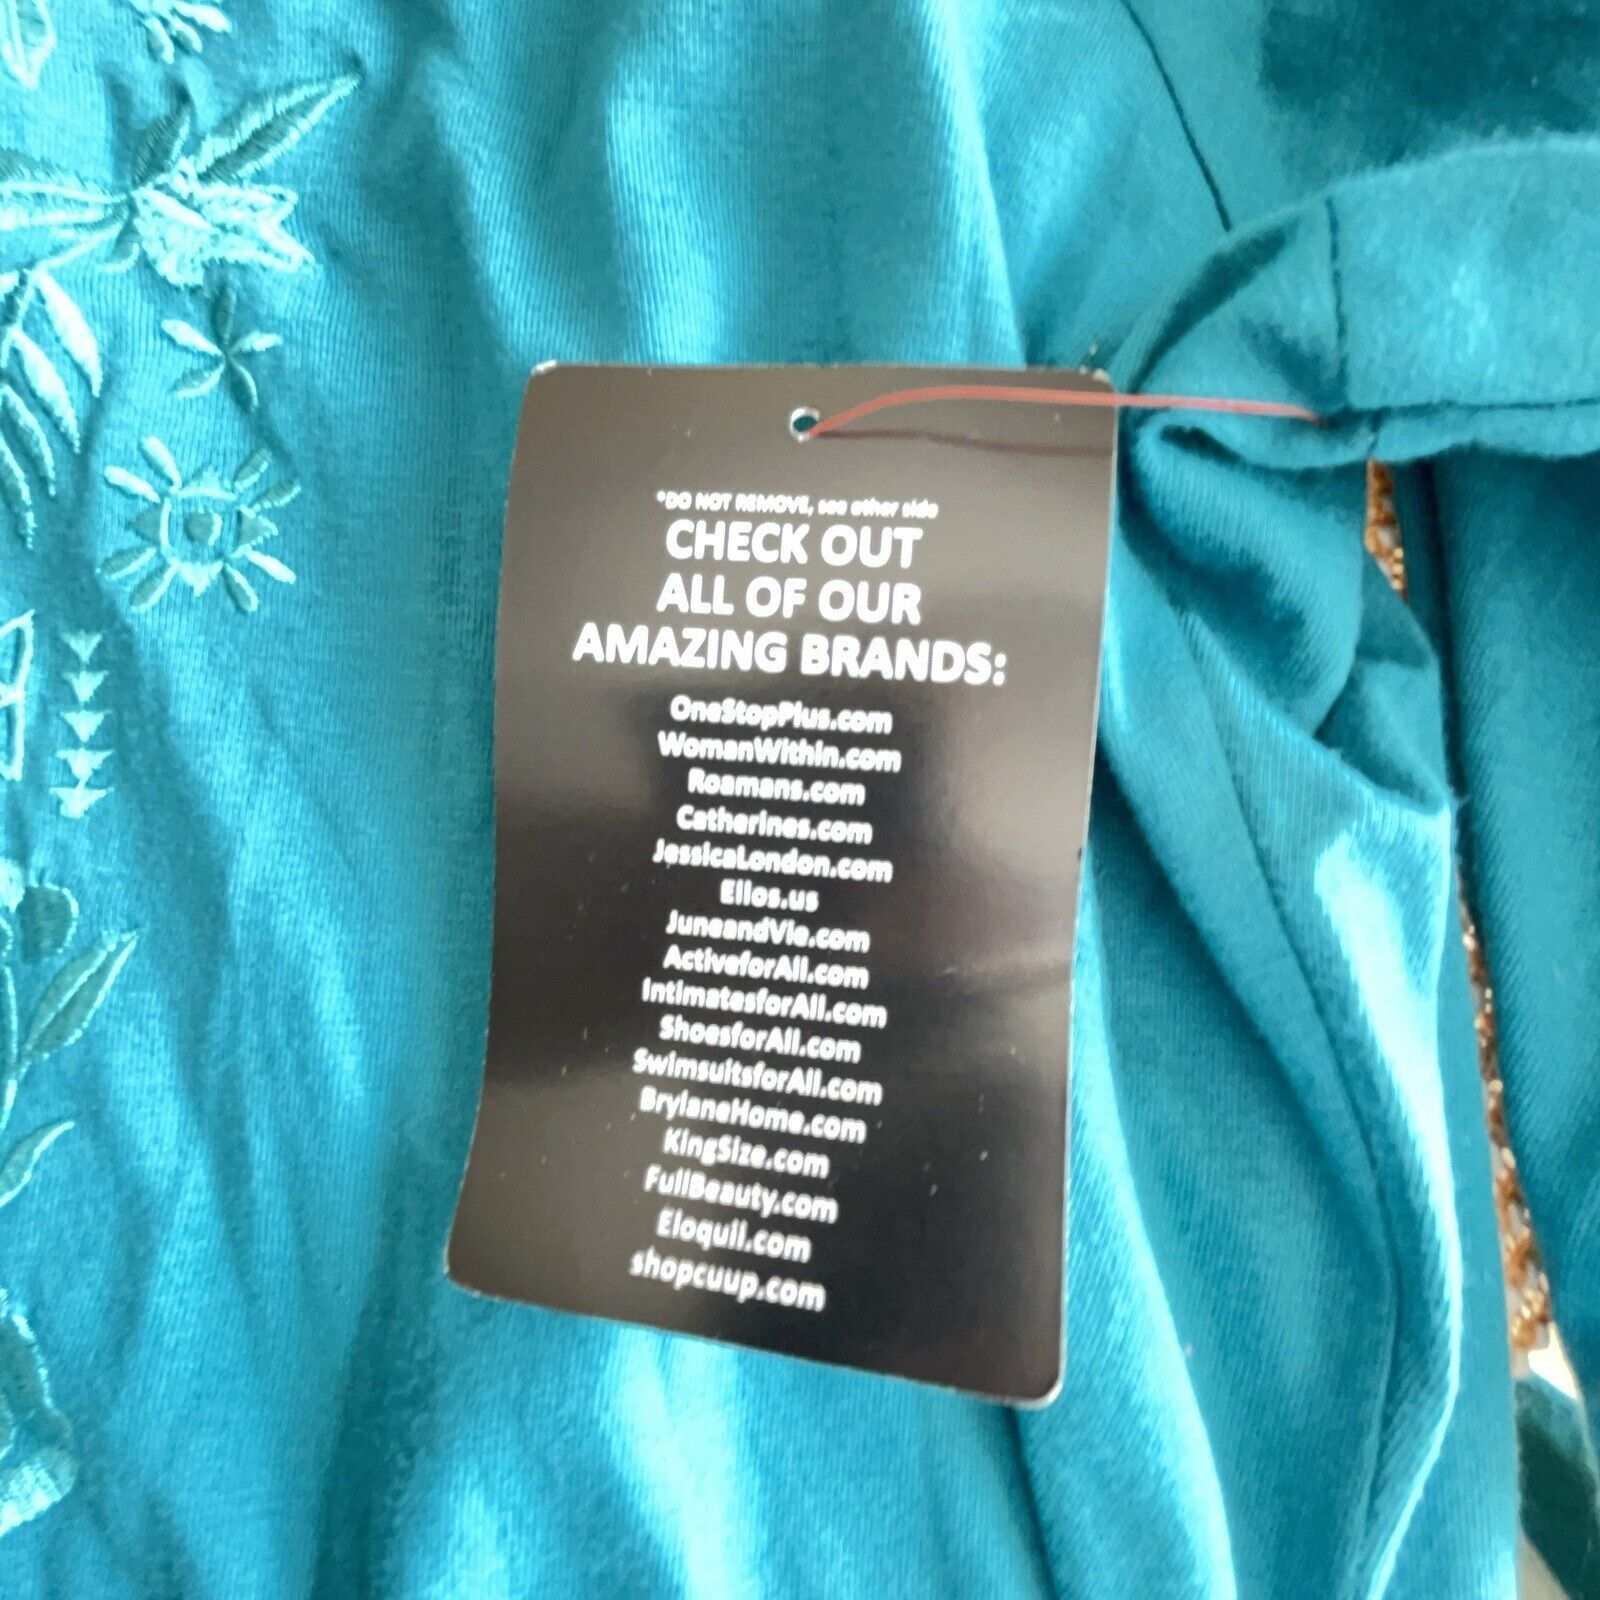 *DO NOT REMOVE, see other side
CHECK OUT
ALL OF OUR
AMAZING BRANDS:
OneStopPlus.com
WomanWithin.com
Roamans.com
Catherines.com
JessicaLondon.com
Ellos.us
JuneandVie.com
ActiveforAll.com
IntimatesforAll.com
ShoesforAll.com
SwimsuitsforAll.com
BrylaneHome.com
KingSize.com
FullBeauty.com
Eloquii.com
shopcuup.com